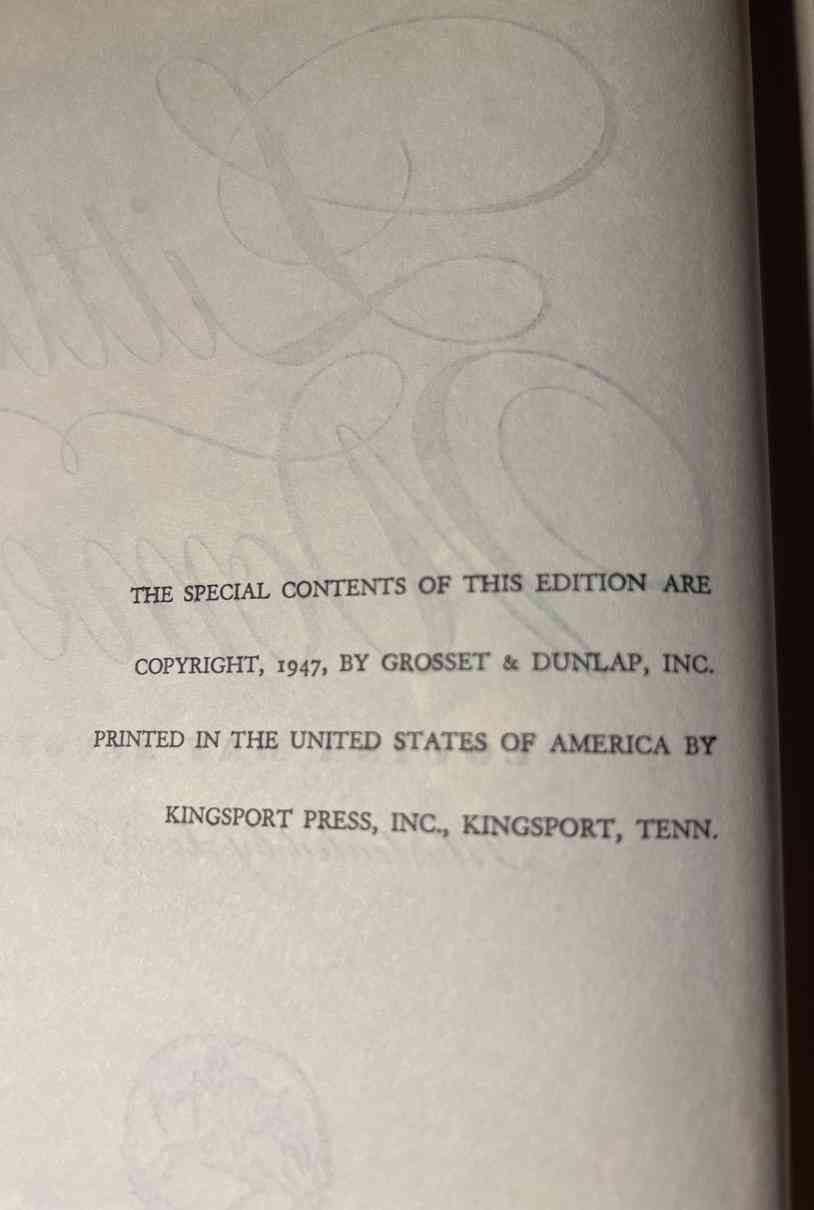 THE SPECIAL CONTENTS OF THIS EDITION ARE
COPYRIGHT, 1947, BY GROSSET & DUNLAP, INC.
PRINTED IN THE UNITED STATES OF AMERICA BY
KINGSPORT PRESS, INC., KINGSPORT, TENN.